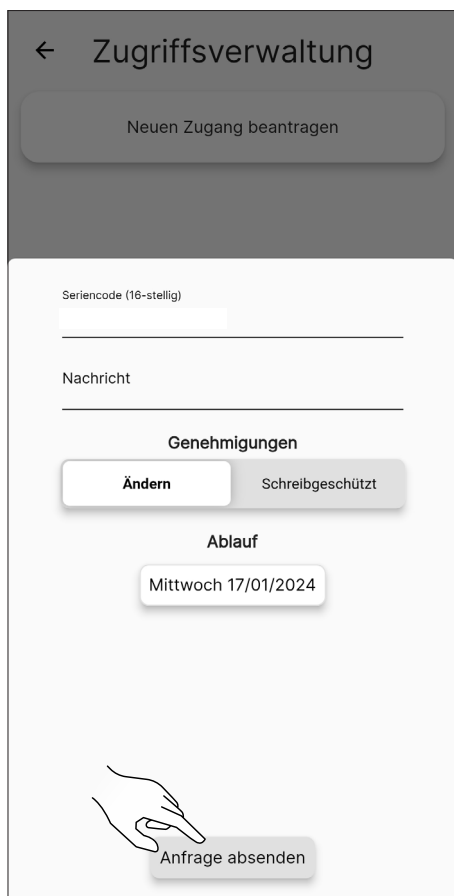 Zugriffsverwaltung
Neuen Zugang beantragen
Seriencode (16-stellig)
Nachricht
Genehmigungen
Ändern Schreibgeschützt
Ablauf
Mittwoch 17/01/2024
Anfrage absenden